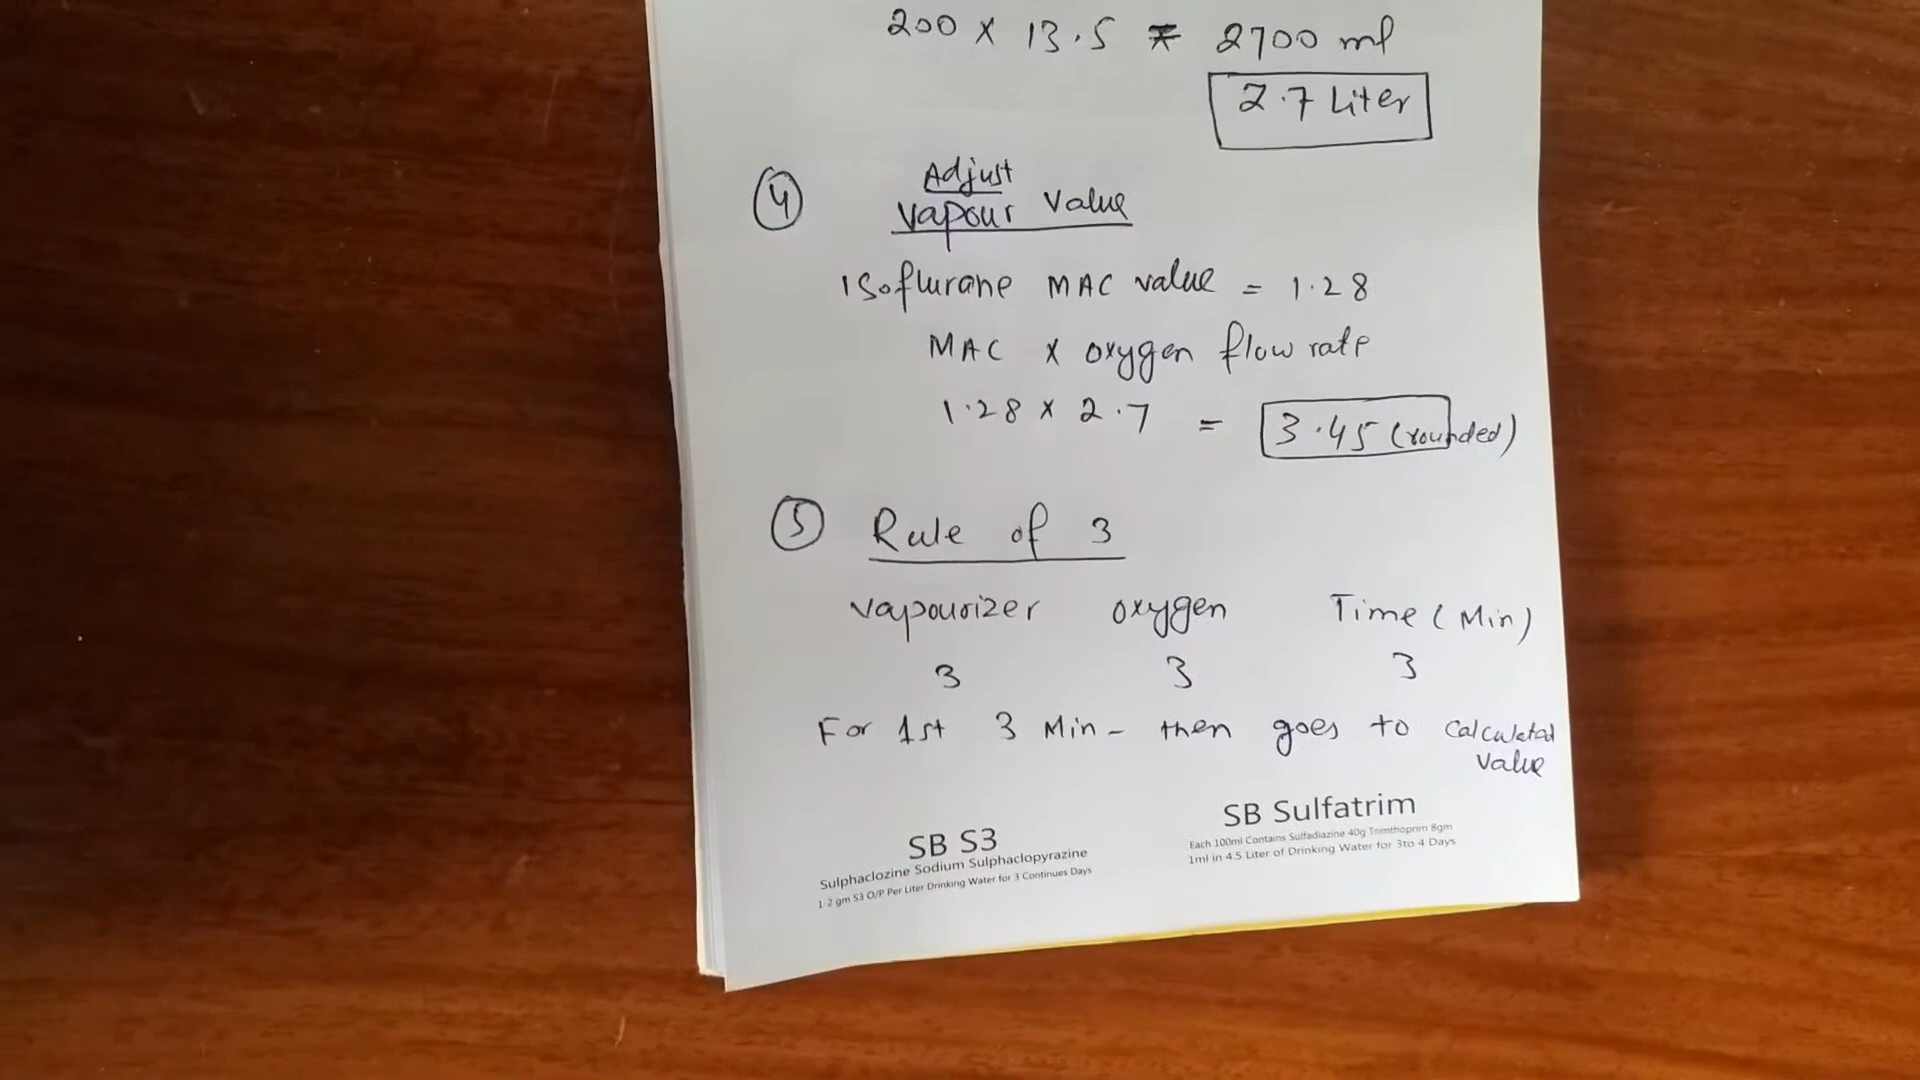 200 x 13.5 = 2700 ml
2.7 Liter
4
Adjust
Vapour Value
Isoflurane MAC value = 1.28
MAC x oxygen flow rate
1.28 x 2.7 = 3.45 (rounded)
5 Rule of 3
Vapourizer oxygen Time (Min)
3 3 3
For 1st 3 Min - then goes to calculated
value
SB S3
Sulphaclozine Sodium Sulphaclopyrazine
1-2 gm S3 O/P Per Liter Drinking Water for 3 Continues Days
SB Sulfatrim
Each 100ml Contains Sulfadiazine 40g Trimthoprim 8gm
1ml in 4.5 Liter of Drinking Water for 3to 4 Days